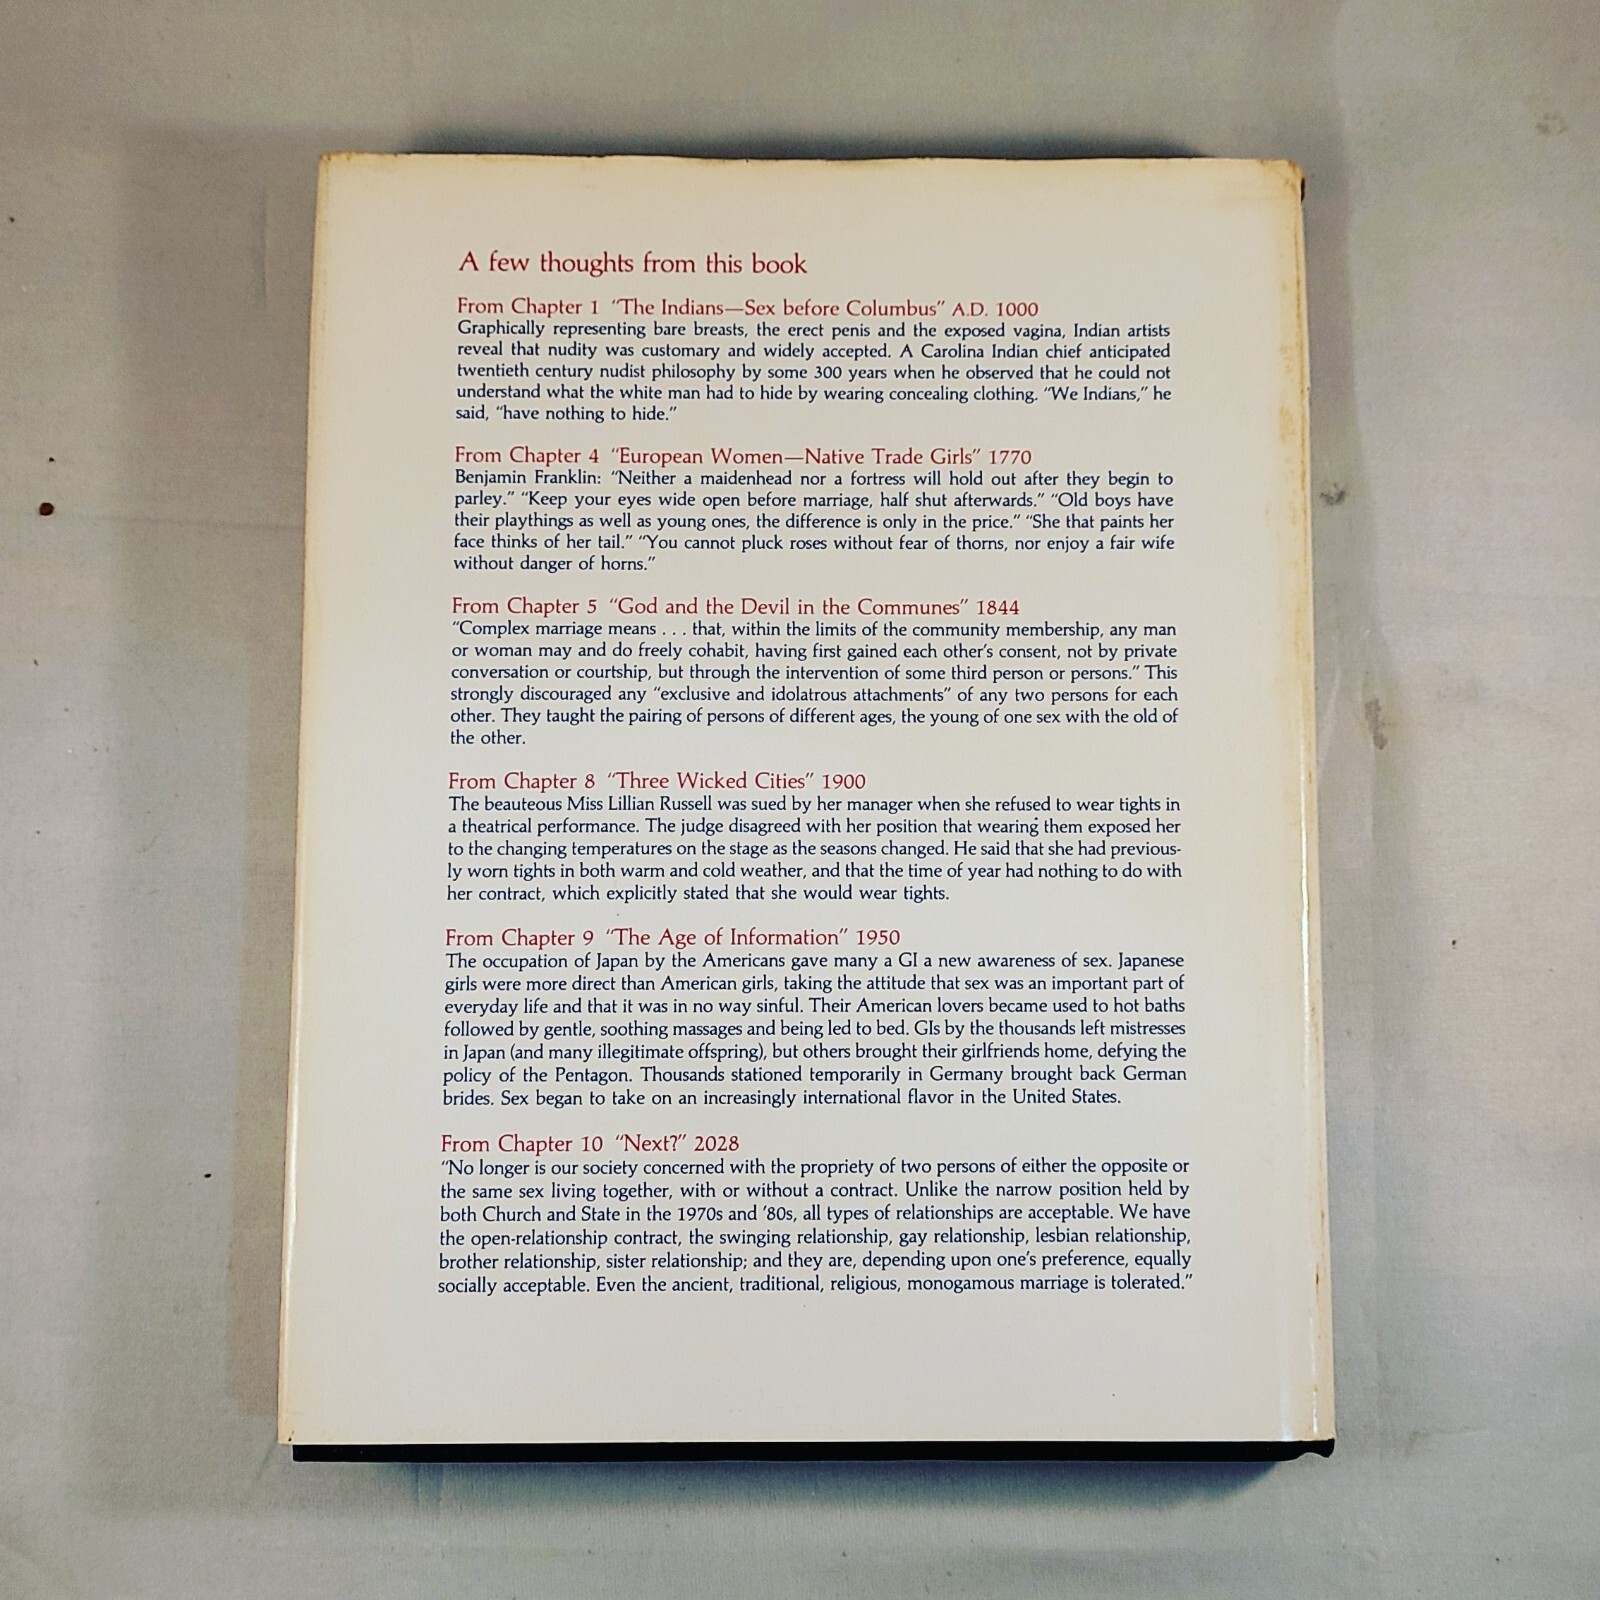 A few thoughts from this book
From Chapter 1 "The Indians—Sex before Columbus" A.D. 1000
Graphically representing bare breasts, the erect penis and the exposed vagina, Indian artists
reveal that nudity was customary and widely accepted. A Carolina Indian chief anticipated
twentieth century nudist philosophy by some 300 years when he observed that he could not
understand what the white man had to hide by wearing concealing clothing. "We Indians," he
said, "have nothing to hide."
From Chapter 4 "European Women—Native Trade Girls" 1770
Benjamin Franklin: "Neither a maidenhead nor a fortress will hold out after they begin to
parley." "Keep your eyes wide open before marriage, half shut afterwards." "Old boys have
their playthings as well as young ones, the difference is only in the price." "She that paints her
face thinks of her tail." "You cannot pluck roses without fear of thorns, nor enjoy a fair wife
without danger of horns."
From Chapter 5 "God and the Devil in the Communes" 1844
"Complex marriage means . . . that, within the limits of the community membership, any man
or woman may and do freely cohabit, having first gained each other's consent, not by private
conversation or courtship, but through the intervention of some third person or persons." This
strongly discouraged any "exclusive and idolatrous attachments" of any two persons for each
other. They taught the pairing of persons of different ages, the young of one sex with the old of
the other.
From Chapter 8 "Three Wicked Cities" 1900
The beauteous Miss Lillian Russell was sued by her manager when she refused to wear tights in
a theatrical performance. The judge disagreed with her position that wearing them exposed her
to the changing temperatures on the stage as the seasons changed. He said that she had previous-
ly worn tights in both warm and cold weather, and that the time of year had nothing to do with
her contract, which explicitly stated that she would wear tights.
From Chapter 9 "The Age of Information" 1950
The occupation of Japan by the Americans gave many a GI a new awareness of sex. Japanese
girls were more direct than American girls, taking the attitude that sex was an important part of
everyday life and that it was in no way sinful. Their American lovers became used to hot baths
followed by gentle, soothing massages and being led to bed. GIs by the thousands left mistresses
in Japan (and many illegitimate offspring), but others brought their girlfriends home, defying the
policy of the Pentagon. Thousands stationed temporarily in Germany brought back German
brides. Sex began to take on an increasingly international flavor in the United States.
From Chapter 10 "Next?" 2028
"No longer is our society concerned with the propriety of two persons of either the opposite or
the same sex living together, with or without a contract. Unlike the narrow position held by
both Church and State in the 1970s and '80s, all types of relationships are acceptable. We have
the open-relationship contract, the swinging relationship, gay relationship, lesbian relationship,
brother relationship, sister relationship; and they are, depending upon one's preference, equally
socially acceptable. Even the ancient, traditional, religious, monogamous marriage is tolerated."